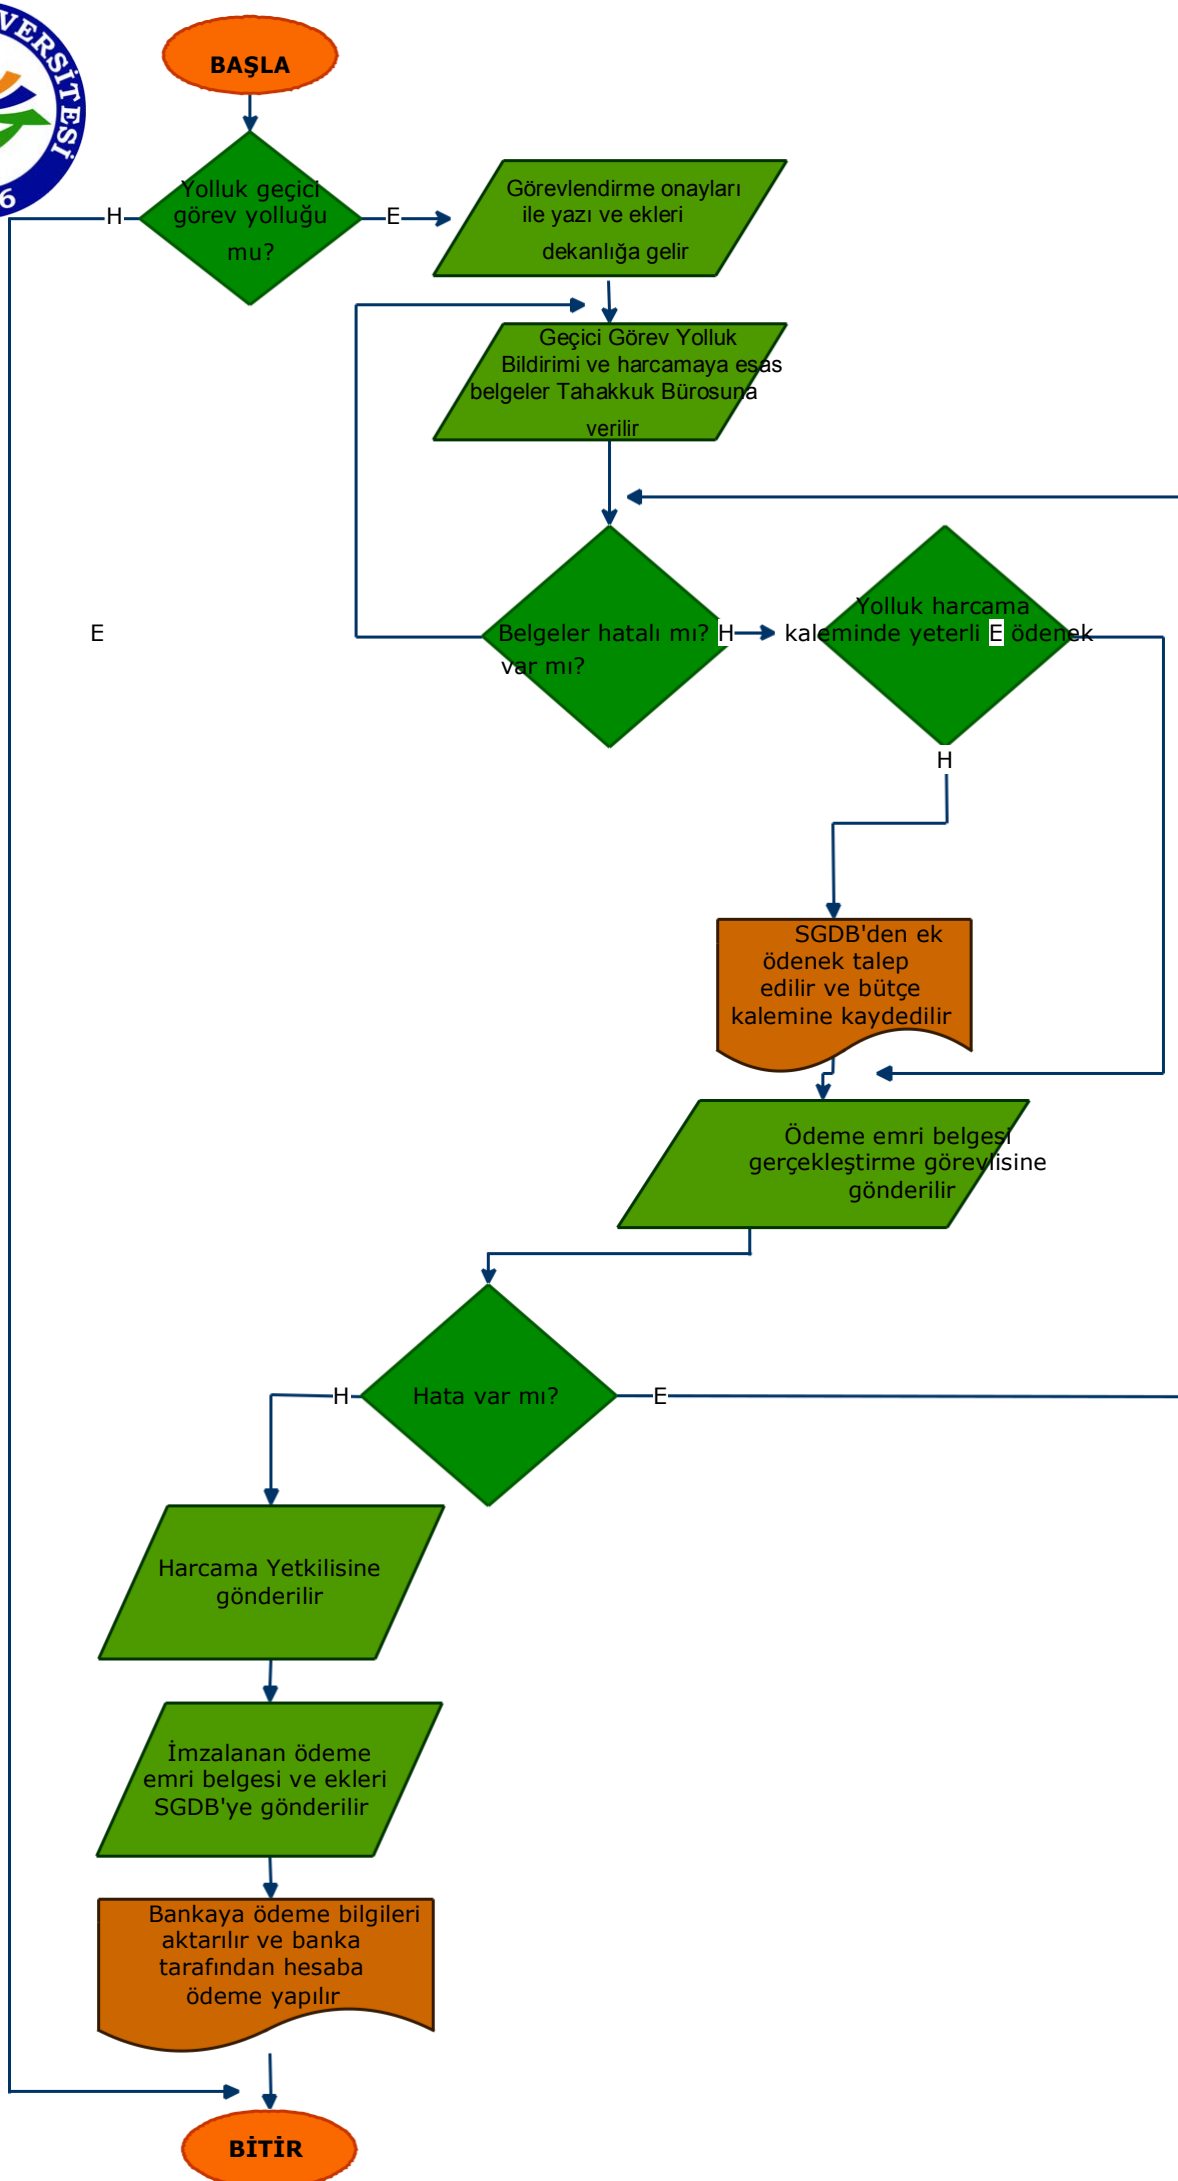 VERSİTESİ
6
BAŞLA
Yolluk geçici
görev yolluğu
mu?
H
E
Görevlendirme onayları
ile yazı ve ekleri
dekanlığa gelir
Geçici Görev Yolluk
Bildirimi ve harcamaya esas
belgeler Tahakkuk Bürosuna
verilir
E
Belgeler hatalı mı? H
var mı?
Yolluk harcama
kaleminde yeterli E ödenek
H
SGDB'den ek
ödenek talep
edilir ve bütçe
kalemine kaydedilir
Ödeme emri belgesi
gerçekleştirme görevlisine
gönderilir
H
Hata var mı?
E
Harcama Yetkilisine
gönderilir
İmzalanan ödeme
emri belgesi ve ekleri
SGDB'ye gönderilir
Bankaya ödeme bilgileri
aktarılır ve banka
tarafından hesaba
ödeme yapılır
BİTİR